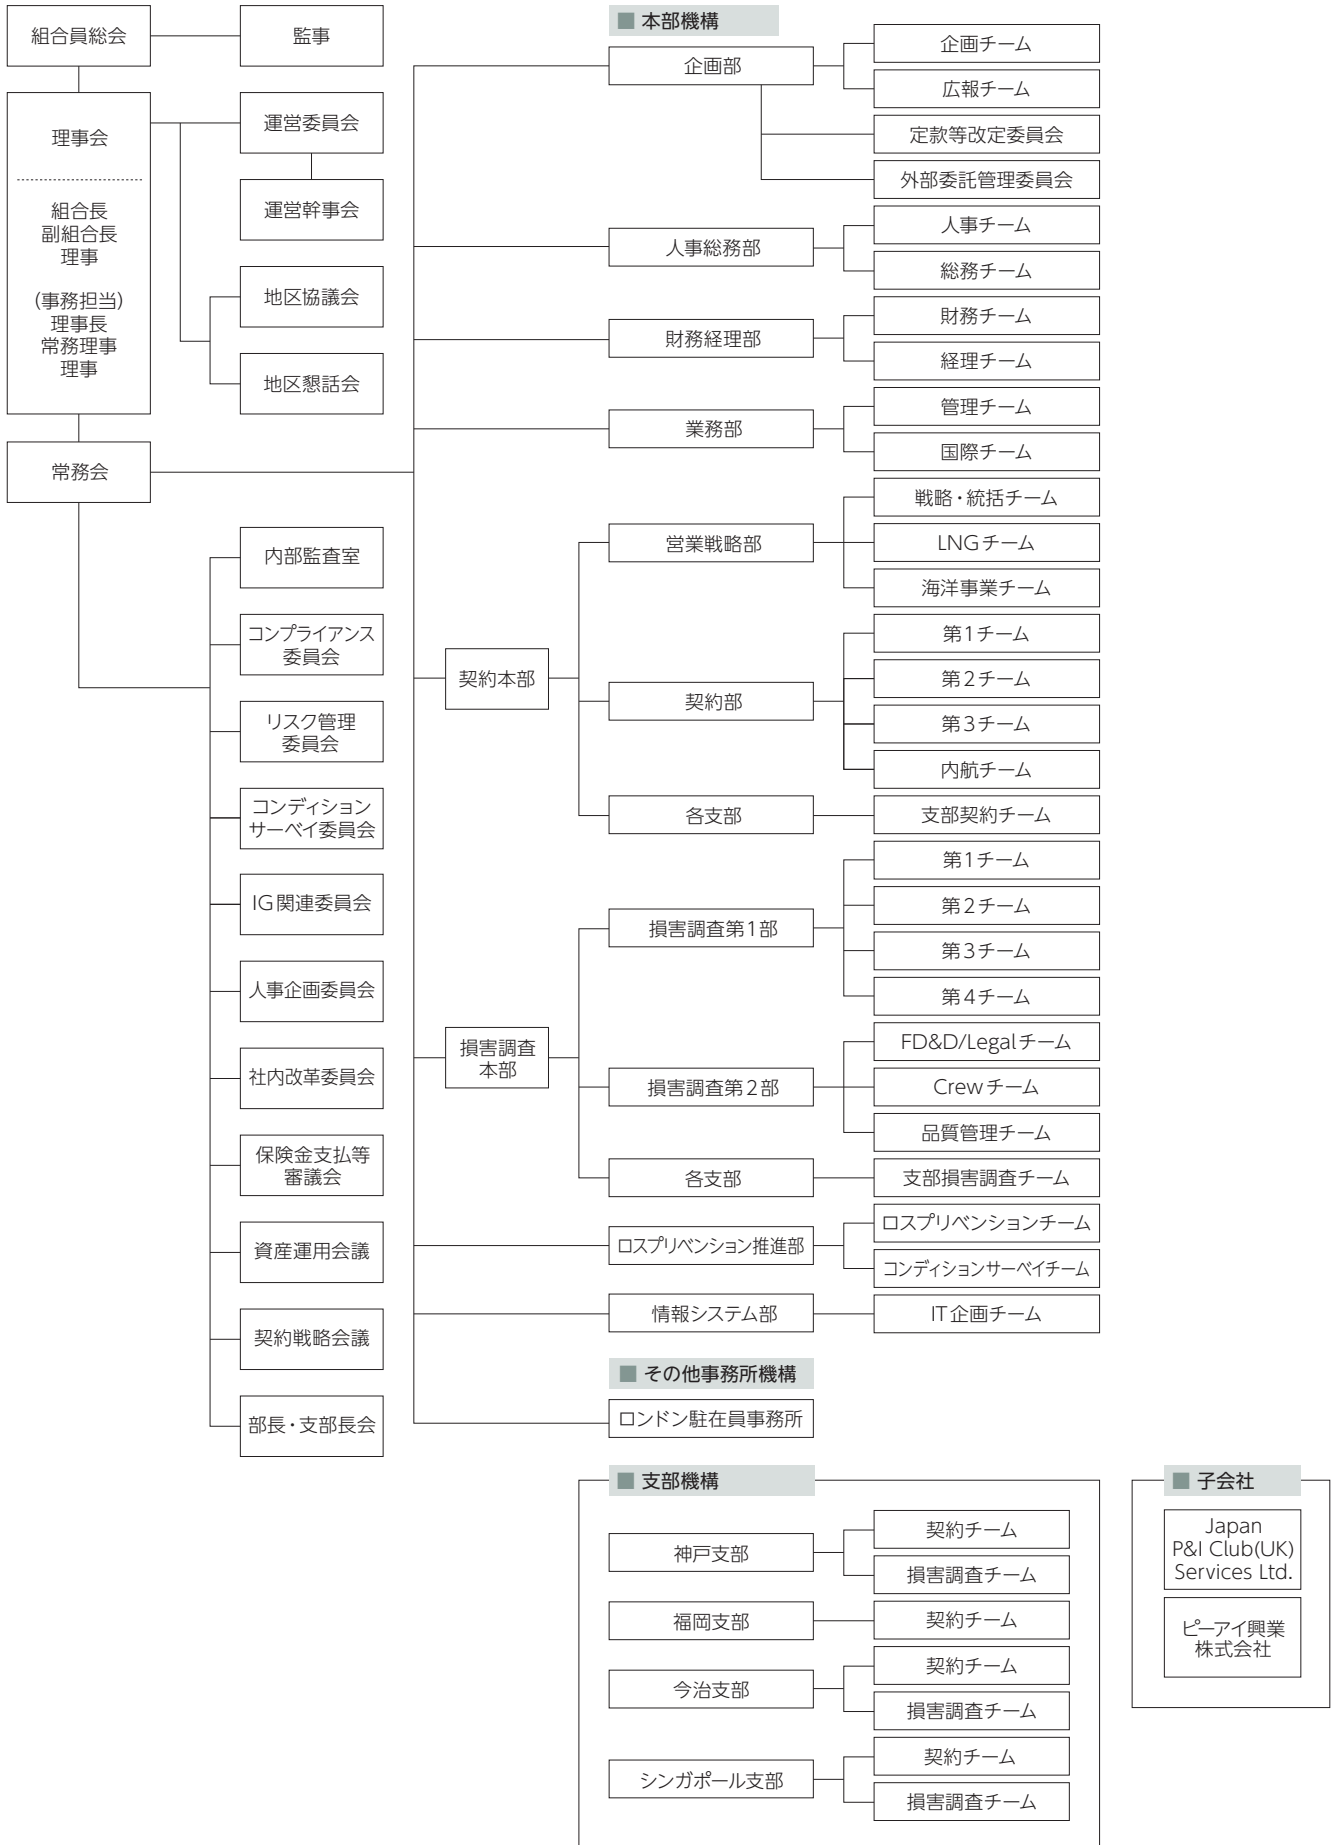 組合員総会
監事
理事会
組合長
副組合長
理事
(事務担当)
理事長
常務理事
理事
運営委員会
運営幹事会
地区協議会
地区懇話会
常務会
内部監査室
コンプライアンス
委員会
リスク管理
委員会
コンディション
サーベイ委員会
IG関連委員会
人事企画委員会
社内改革委員会
保険金支払等
審議会
資産運用会議
契約戦略会議
部長・支部長会
■ 本部機構
企画部
企画チーム
広報チーム
定款等改定委員会
外部委託管理委員会
人事総務部
人事チーム
総務チーム
財務経理部
財務チーム
経理チーム
業務部
管理チーム
国際チーム
契約本部
営業戦略部
戦略・統括チーム
LNGチーム
海洋事業チーム
契約部
第1チーム
第2チーム
第3チーム
内航チーム
各支部
支部契約チーム
損害調査
本部
損害調査第1部
第1チーム
第2チーム
第3チーム
第4チーム
損害調査第2部
FD&D/Legalチーム
Crewチーム
品質管理チーム
各支部
支部損害調査チーム
ロスプリベンション推進部
ロスプリベンションチーム
コンディションサーベイチーム
情報システム部
IT企画チーム
■ その他事務所機構
ロンドン駐在員事務所
■ 支部機構
神戸支部
契約チーム
損害調査チーム
福岡支部
契約チーム
今治支部
契約チーム
損害調査チーム
シンガポール支部
契約チーム
損害調査チーム
■ 子会社
Japan
P&I Club(UK)
Services Ltd.
ピーアイ興業
株式会社